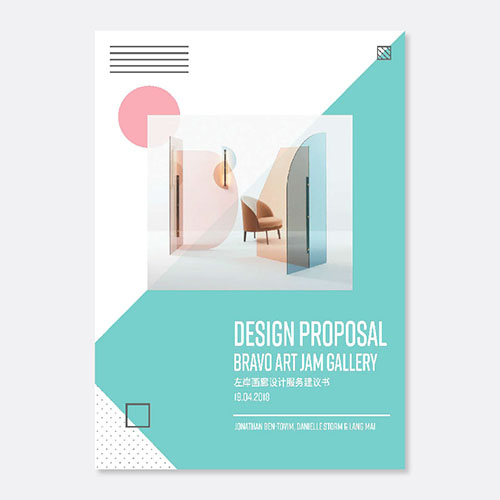 DESIGN PROPOSAL
BRAVO ART JAM GALLERY
左岸画廊设计服务建议书
19.04.2018
JONATHAN BEN-TOVIM, DANIELLE STORM & LANG MAI